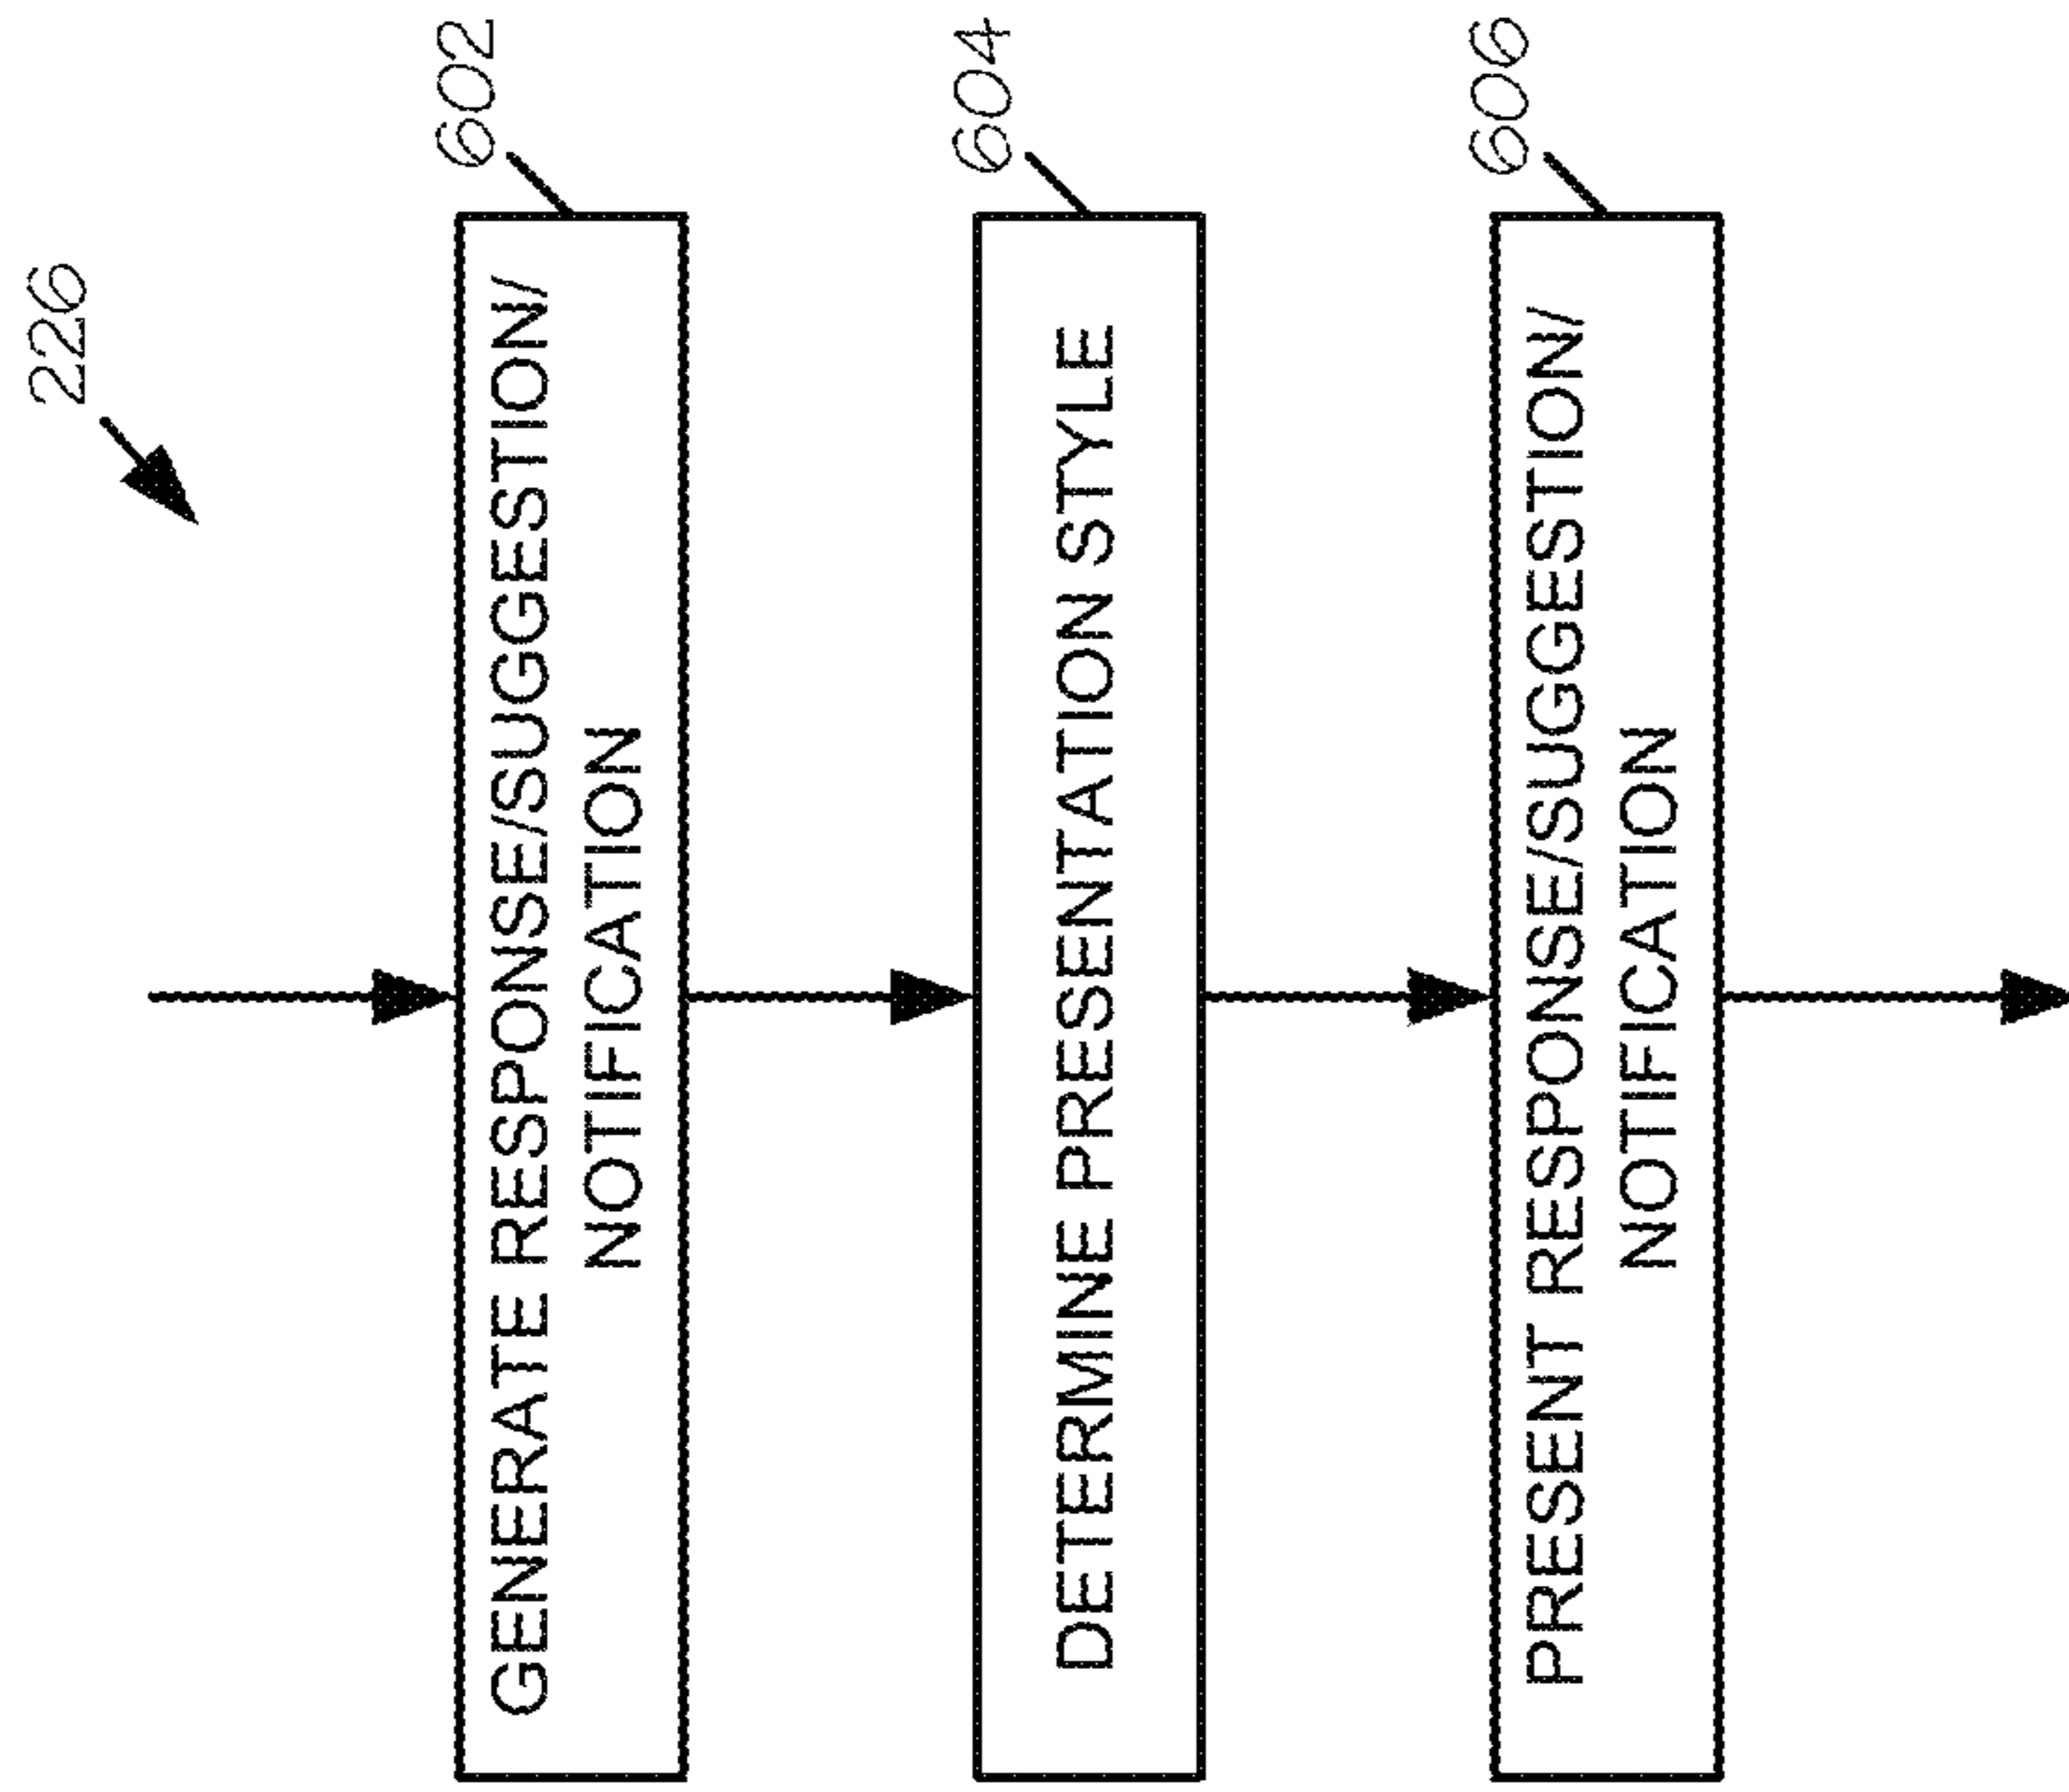 226
602
GENERATE RESPONSE/SUGGESTION/
NOTIFICATION
604
DETERMINE PRESENTATION STYLE
606
PRESENT RESPONSE/SUGGESTION/
NOTIFICATION